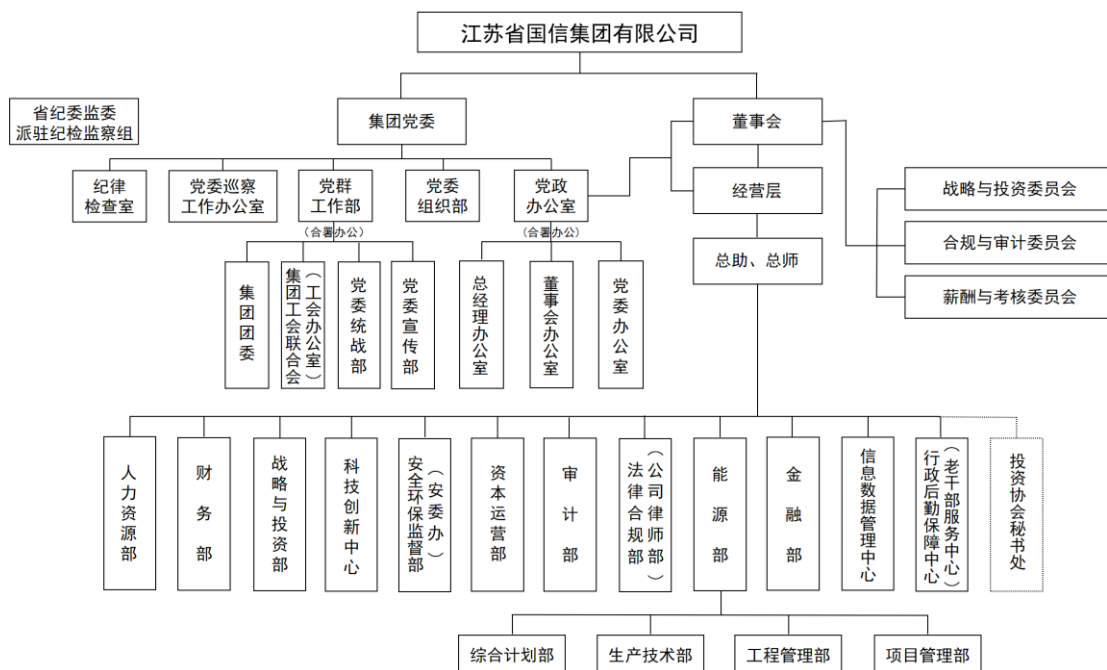 江苏省国信集团有限公司
省纪委监委
派驻纪检监察组
集团党委
董事会
纪律
检查室
党委巡察
工作办公室
党群
工作部
党委
组织部
党政
办公室
经营层
战略与投资委员会
(合署办公)
(合署办公)
合规与审计委员会
总助、总师
薪酬与考核委员会
集团团委
(工会办公室)
集团工会联合会
党委统战部
党委宣传部
总经理办公室
董事会办公室
党委办公室
人力资源部
财务部
战略与投资部
科技创新中心
(安委办)
安全环保监督部
资本运营部
审计部
(公司律师部)
法律合规部
能源部
金融部
信息数据管理中心
(老干部服务中心)
行政后勤保障中心
投资协会秘书处
综合计划部
生产技术部
工程管理部
项目管理部